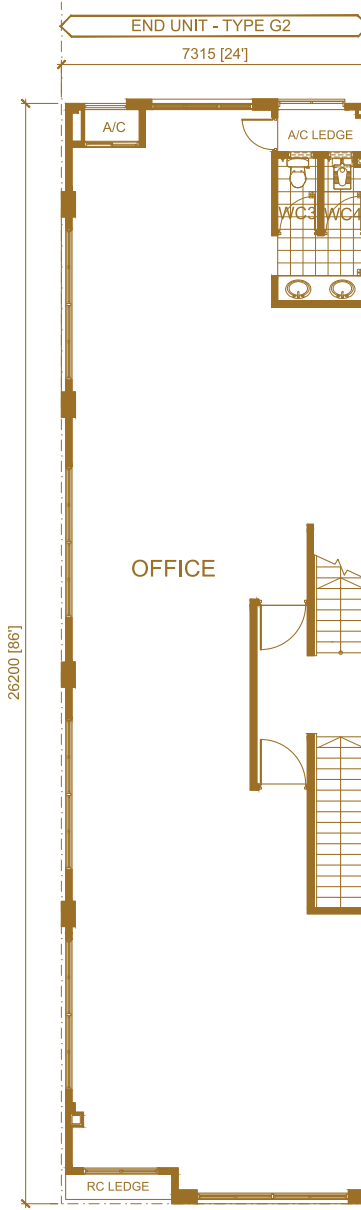 END UNIT - TYPE G2
7315 [24']
A/C
A/C LEDGE
WC3
WC4
OFFICE
26200 [86']
RC LEDGE